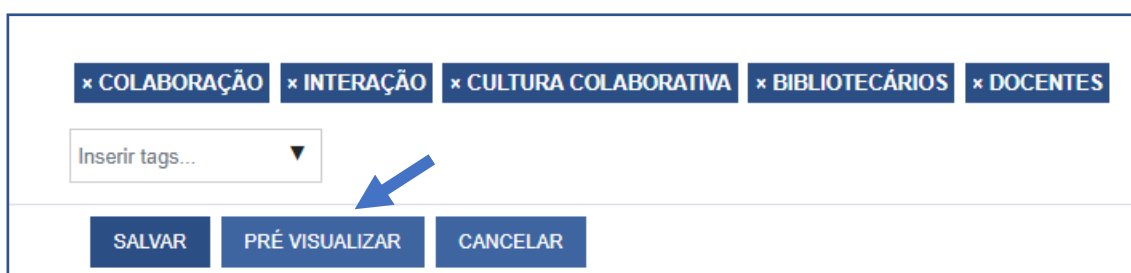 × COLABORAÇÃO × INTERAÇÃO × CULTURA COLABORATIVA × BIBLIOTECÁRIOS × DOCENTES
Inserir tags... ▼
SALVAR PRÉ VISUALIZAR CANCELAR